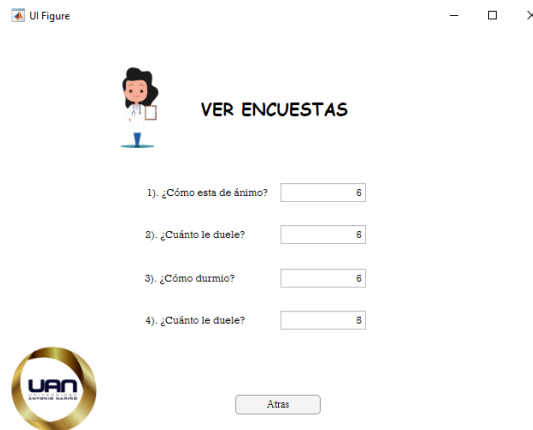 UI Figure
VER ENCUESTAS
1). ¿Cómo esta de ánimo? 6
2). ¿Cuánto le duele? 6
3). ¿Cómo durmio? 6
4). ¿Cuánto le duele? 5
UAN
UNIVERSIDAD
ANTONIO NARIÑO
Atras